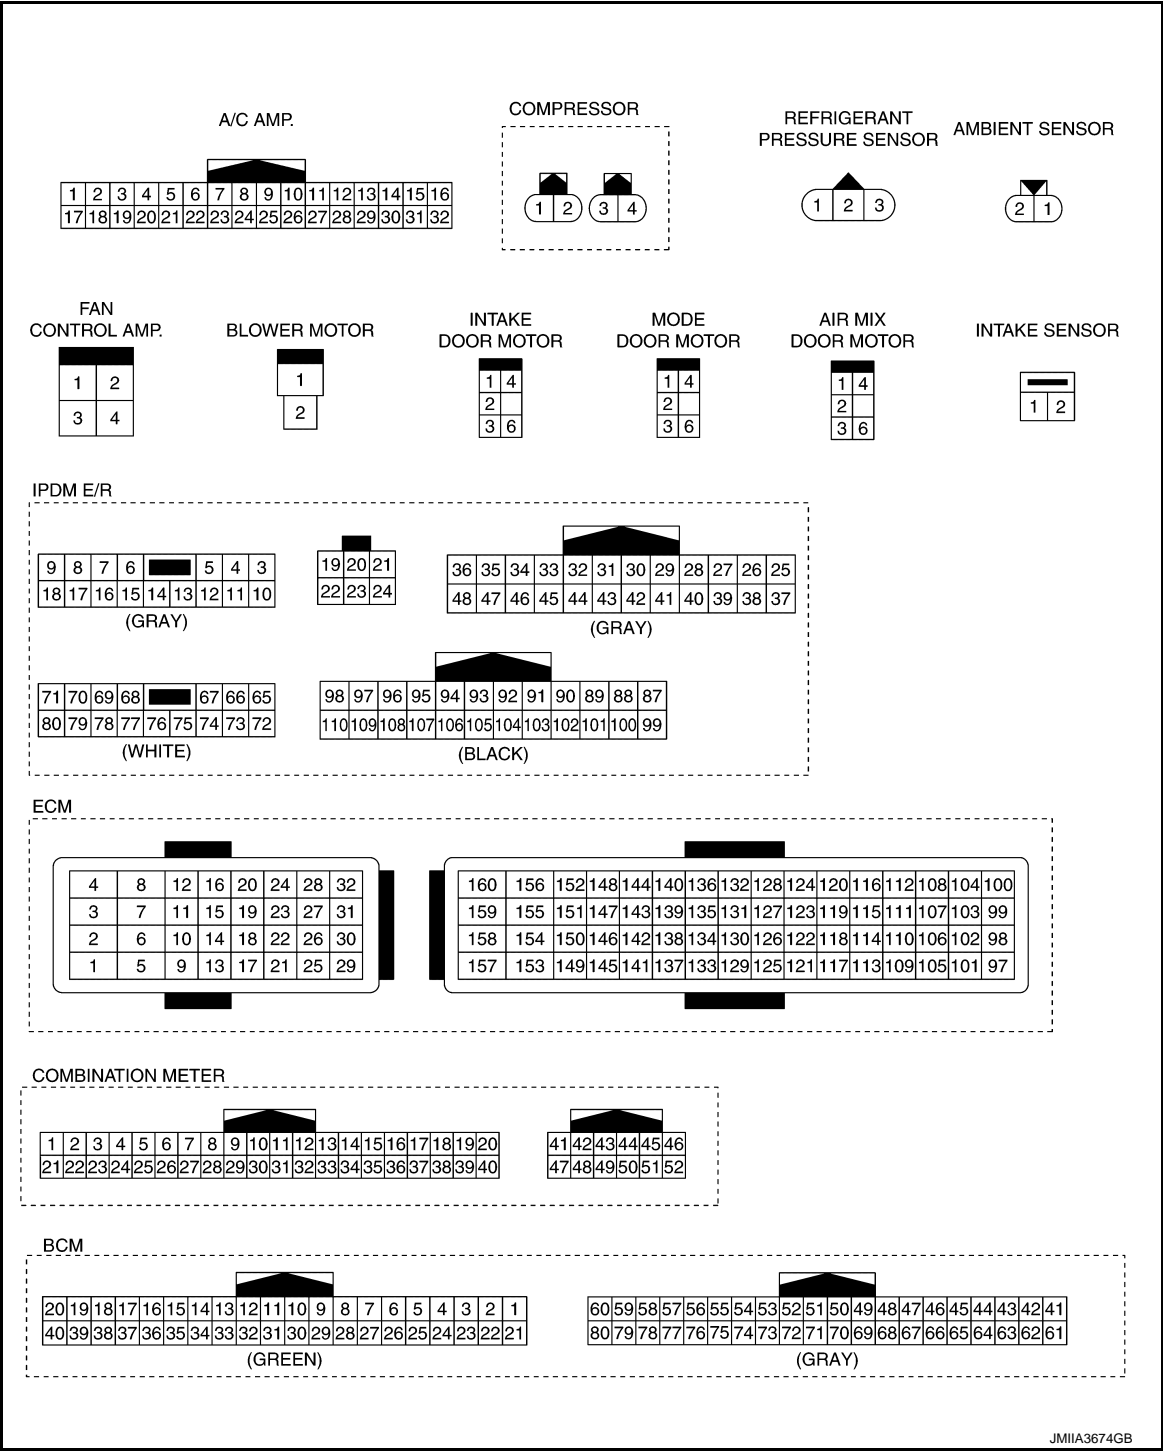 COMPRESSOR
A/C AMP.
REFRIGERANT
PRESSURE SENSOR
AMBIENT SENSOR
1 2 3 4 5 6 7 8 9 10 11 12 13 14 15 16
17 18 19 20 21 22 23 24 25 26 27 28 29 30 31 32
1 2 3 4
1 2 3
2 1
FAN
CONTROL AMP.
BLOWER MOTOR
INTAKE
DOOR MOTOR
MODE
DOOR MOTOR
AIR MIX
DOOR MOTOR
INTAKE SENSOR
1 2
3 4
1
2
1 4
2
3 6
1 4
2
3 6
1 4
2
3 6
1 2
IPDM E/R
9 8 7 6 5 4 3
18 17 16 15 14 13 12 11 10
(GRAY)
19 20 21
22 23 24
36 35 34 33 32 31 30 29 28 27 26 25
48 47 46 45 44 43 42 41 40 39 38 37
(GRAY)
71 70 69 68 67 66 65
80 79 78 77 76 75 74 73 72
(WHITE)
98 97 96 95 94 93 92 91 90 89 88 87
110 109 108 107 106 105 104 103 102 101 100 99
(BLACK)
ECM
4 8 12 16 20 24 28 32
3 7 11 15 19 23 27 31
2 6 10 14 18 22 26 30
1 5 9 13 17 21 25 29
160 156 152 148 144 140 136 132 128 124 120 116 112 108 104 100
159 155 151 147 143 139 135 131 127 123 119 115 111 107 103 99
158 154 150 146 142 138 134 130 126 122 118 114 110 106 102 98
157 153 149 145 141 137 133 129 125 121 117 113 109 105 101 97
COMBINATION METER
1 2 3 4 5 6 7 8 9 10 11 12 13 14 15 16 17 18 19 20
21 22 23 24 25 26 27 28 29 30 31 32 33 34 35 36 37 38 39 40
41 42 43 44 45 46
47 48 49 50 51 52
BCM
20 19 18 17 16 15 14 13 12 11 10 9 8 7 6 5 4 3 2 1
40 39 38 37 36 35 34 33 32 31 30 29 28 27 26 25 24 23 22 21
(GREEN)
60 59 58 57 56 55 54 53 52 51 50 49 48 47 46 45 44 43 42 41
80 79 78 77 76 75 74 73 72 71 70 69 68 67 66 65 64 63 62 61
(GRAY)
JMIIA3674GB